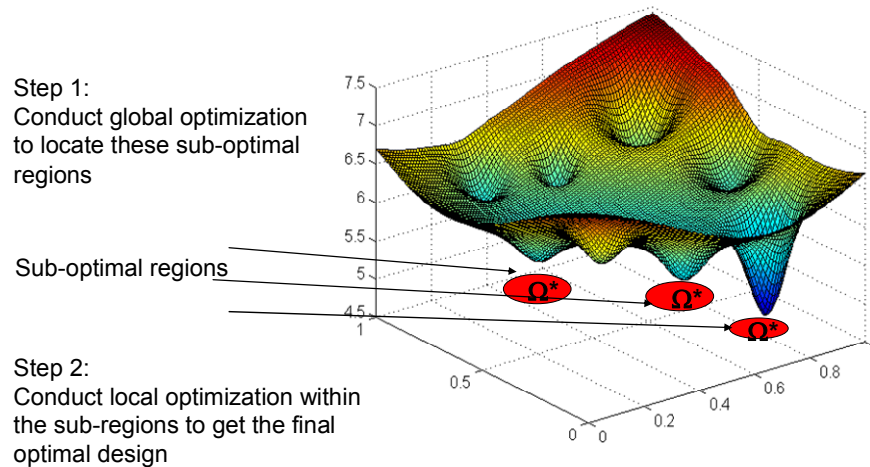 Step 1:
Conduct global optimization
to locate these sub-optimal
regions
Sub-optimal regions
Step 2:
Conduct local optimization within
the sub-regions to get the final
optimal design
7.5
7
6.5
6
5.5
5
4.5
1
0.5
0
0
0.2
0.4
0.6
0.8
Ω*
Ω*
Ω*